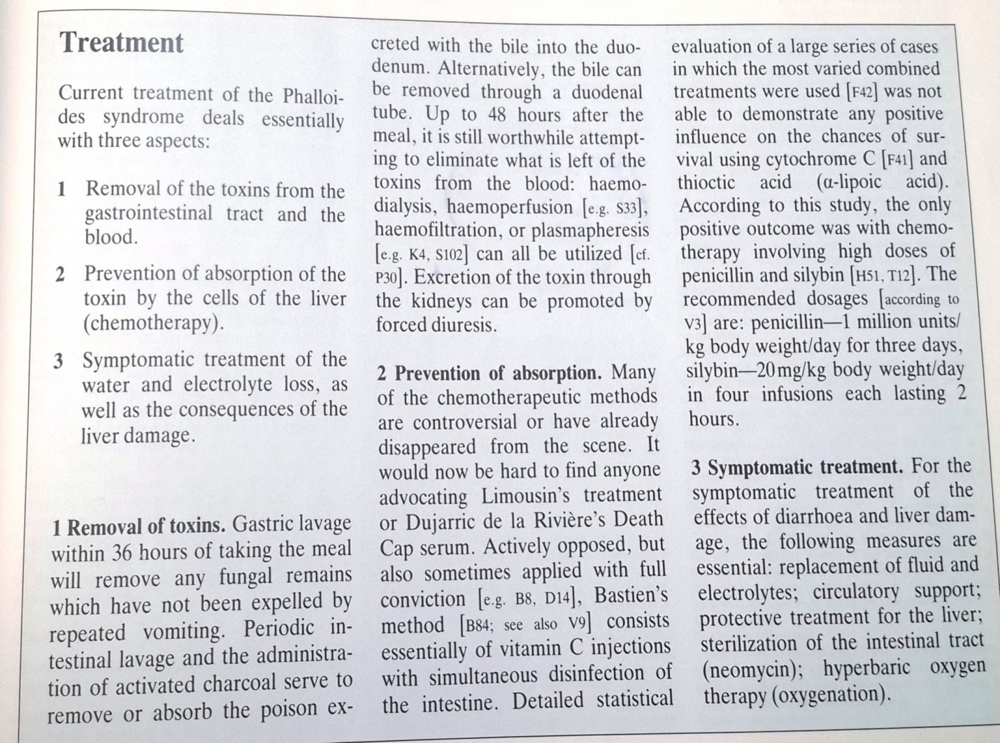 Treatment
Current treatment of the Phalloi-
des syndrome deals essentially
with three aspects:
1 Removal of the toxins from the
gastrointestinal tract and the
blood.
2 Prevention of absorption of the
toxin by the cells of the liver
(chemotherapy).
3 Symptomatic treatment of the
water and electrolyte loss, as
well as the consequences of the
liver damage.
1 Removal of toxins. Gastric lavage
within 36 hours of taking the meal
will remove any fungal remains
which have not been expelled by
repeated vomiting. Periodic in-
testinal lavage and the administra-
tion of activated charcoal serve to
remove or absorb the poison ex-
creted with the bile into the duo-
denum. Alternatively, the bile can
be removed through a duodenal
tube. Up to 48 hours after the
meal, it is still worthwhile attempt-
ing to eliminate what is left of the
toxins from the blood: haemo-
dialysis, haemoperfusion [e.g. S33],
haemofiltration, or plasmapheresis
[e.g. K4, S102] can all be utilized [cf.
P30]. Excretion of the toxin through
the kidneys can be promoted by
forced diuresis.
2 Prevention of absorption. Many
of the chemotherapeutic methods
are controversial or have already
disappeared from the scene. It
would now be hard to find anyone
advocating Limousin's treatment
or Dujarric de la Rivière's Death
Cap serum. Actively opposed, but
also sometimes applied with full
conviction [e.g. B8, D14], Bastien's
method [B84; see also V9] consists
essentially of vitamin C injections
with simultaneous disinfection of
the intestine. Detailed statistical
evaluation of a large series of cases
in which the most varied combined
treatments were used [F42] was not
able to demonstrate any positive
influence on the chances of sur-
vival using cytochrome C [F41] and
thioctic acid (α-lipoic acid).
According to this study, the only
positive outcome was with chemo-
therapy involving high doses of
penicillin and silybin [H51, T12]. The
recommended dosages [according to
V3] are: penicillin—1 million units/
kg body weight/day for three days,
silybin—20mg/kg body weight/day
in four infusions each lasting 2
hours.
3 Symptomatic treatment. For the
symptomatic treatment of the
effects of diarrhoea and liver dam-
age, the following measures are
essential: replacement of fluid and
electrolytes; circulatory support;
protective treatment for the liver;
sterilization of the intestinal tract
(neomycin); hyperbaric oxygen
therapy (oxygenation).